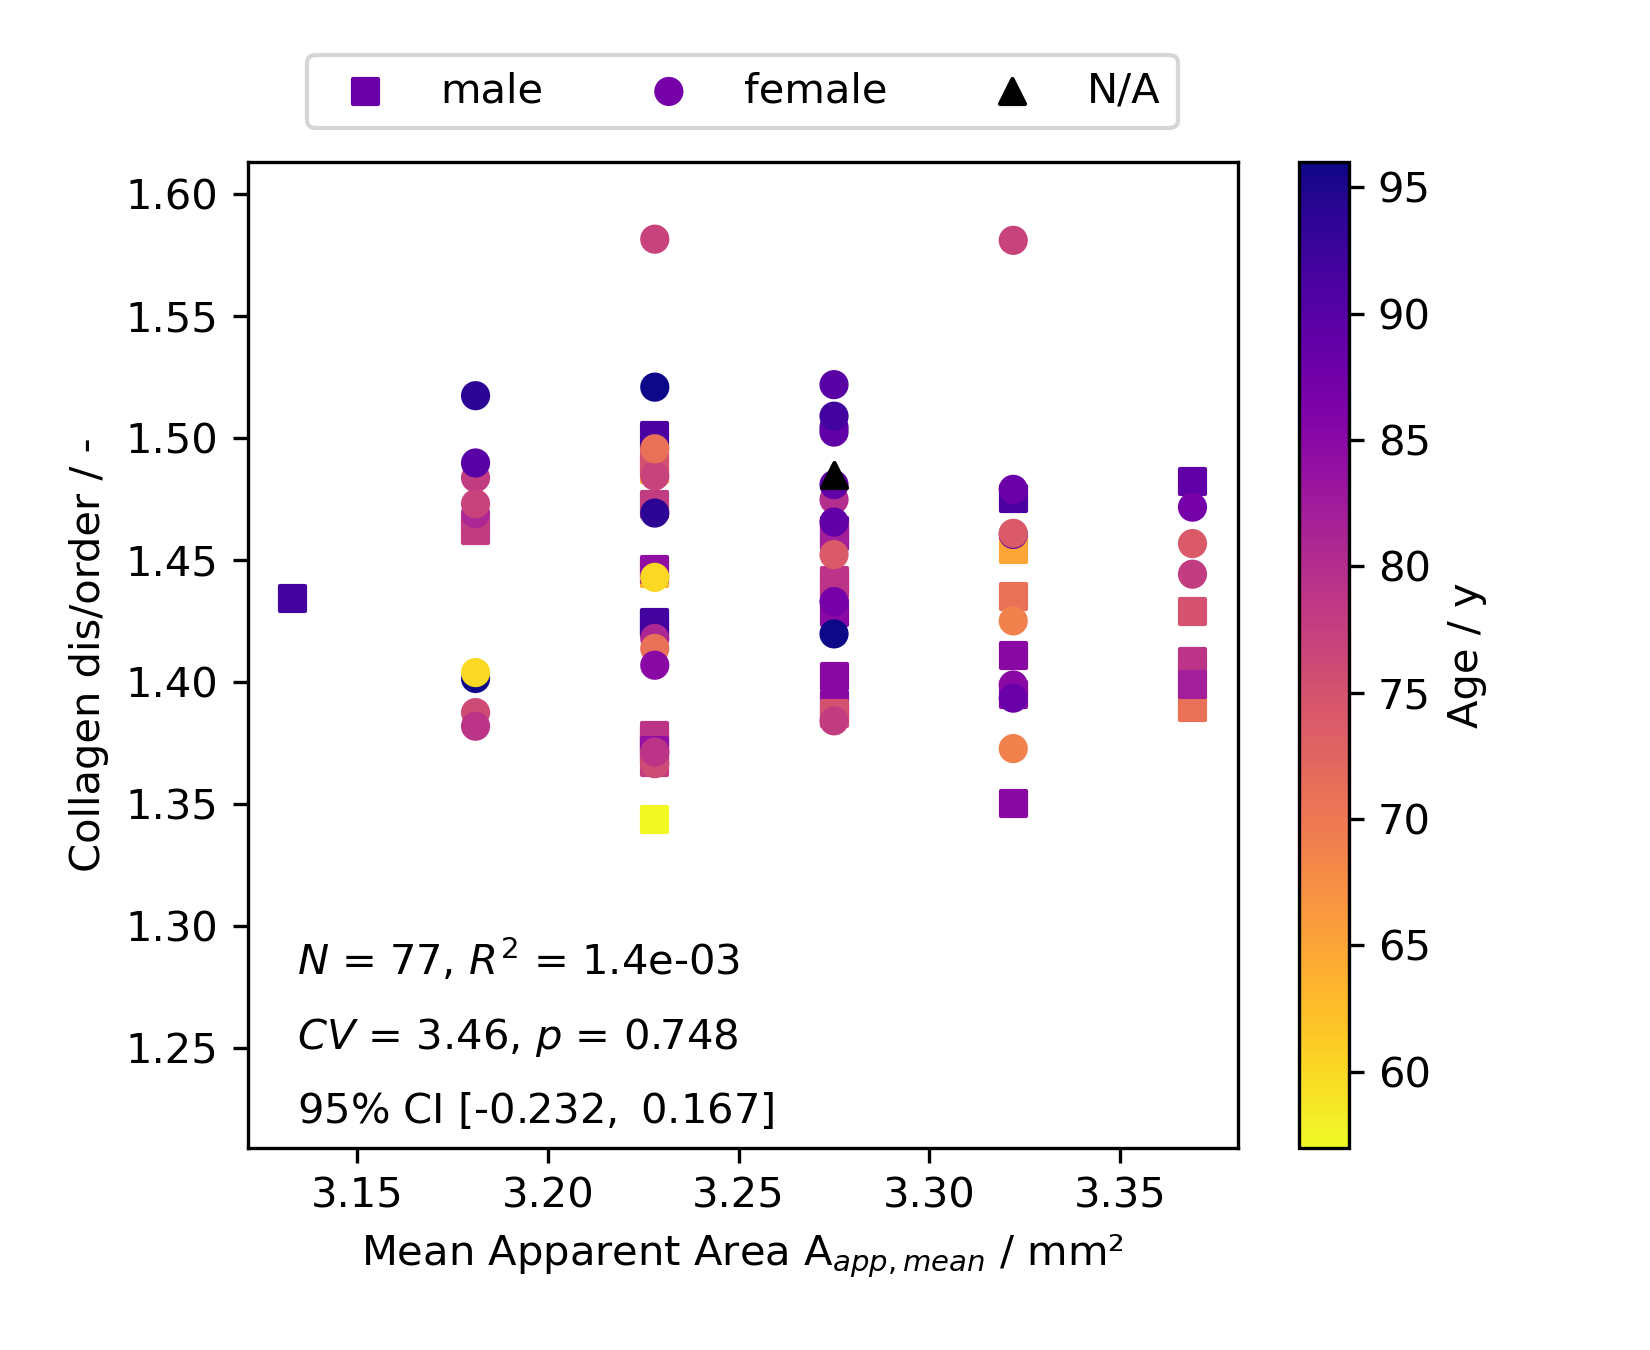 male female N/A
1.60
1.55
1.50
1.45
1.40
1.35
1.30
1.25
Collagen dis/order / -
N = 77, R² = 1.4e-03
CV = 3.46, p = 0.748
95% CI [-0.232, 0.167]
3.15 3.20 3.25 3.30 3.35
Mean Apparent Area A_app,mean / mm²
95
90
85
80
75
70
65
60
Age / y